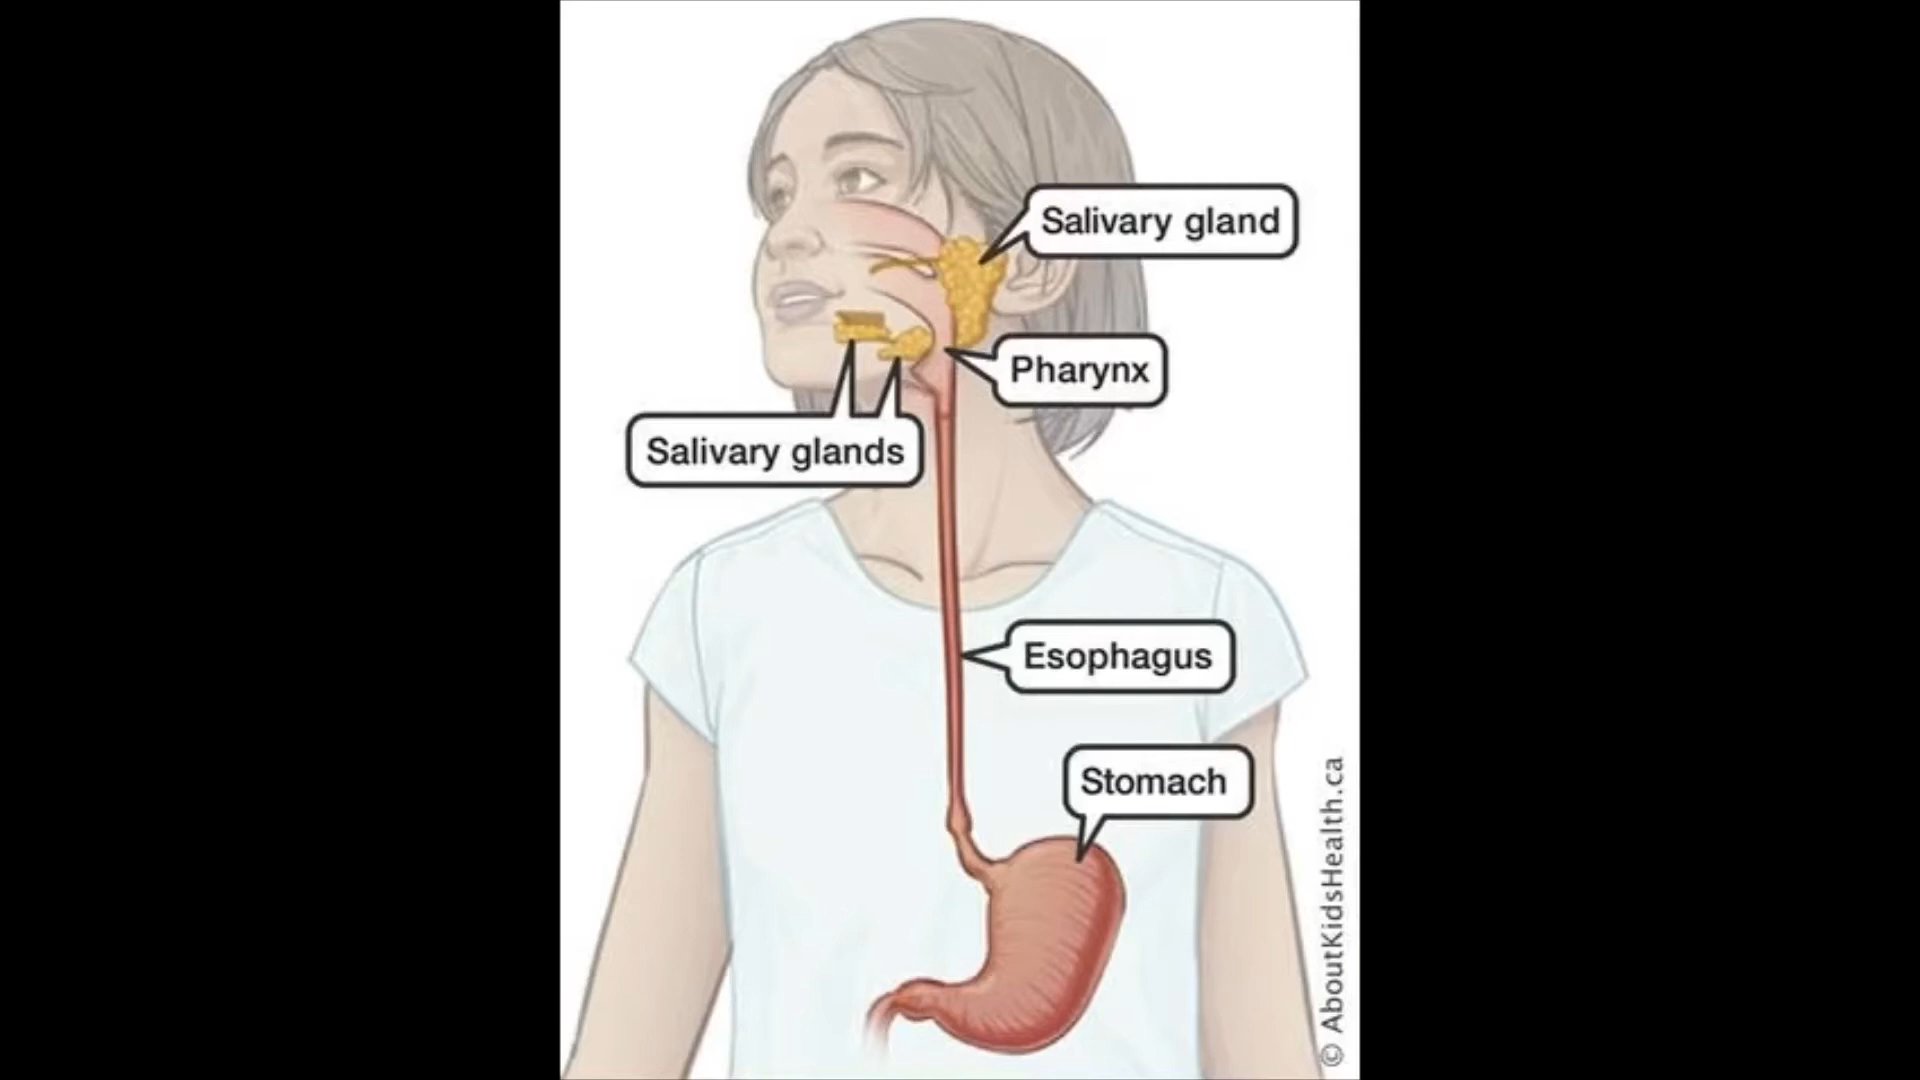 Salivary gland
Pharynx
Salivary glands
Esophagus
Stomach
© AboutKidsHealth.ca